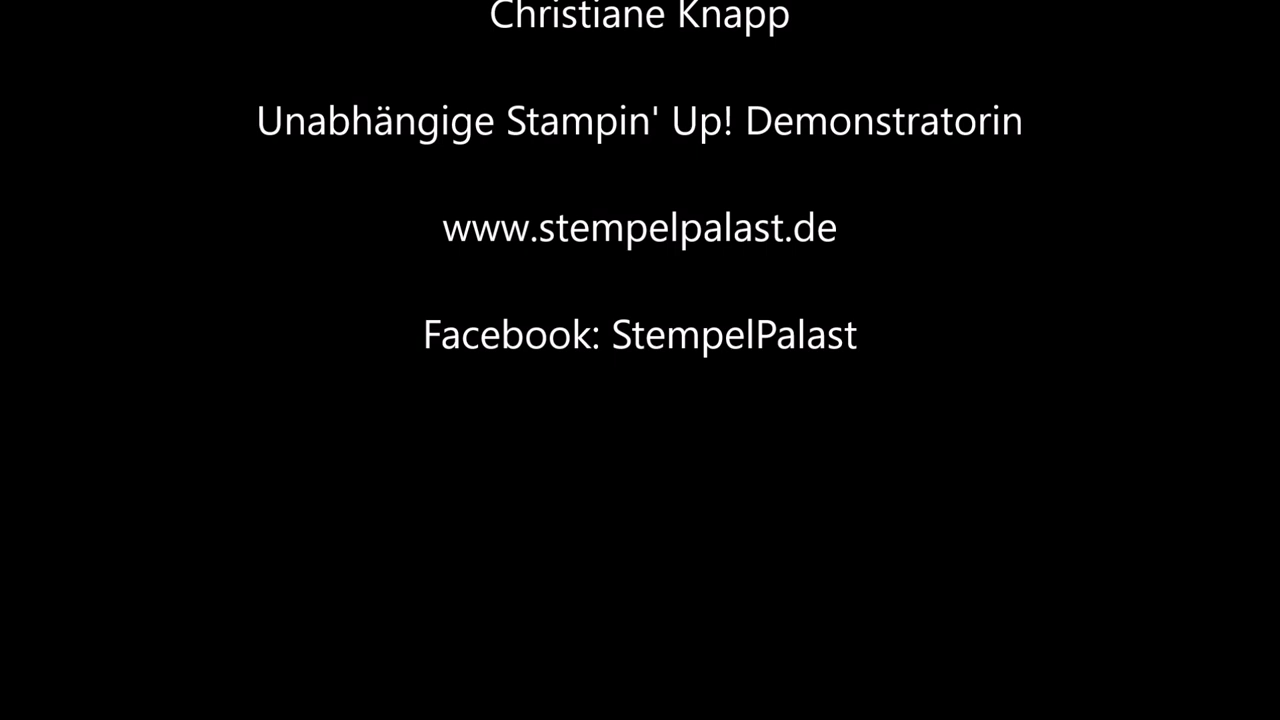 Christiane Knapp
Unabhängige Stampin' Up! Demonstratorin
www.stempelpalast.de
Facebook: StempelPalast